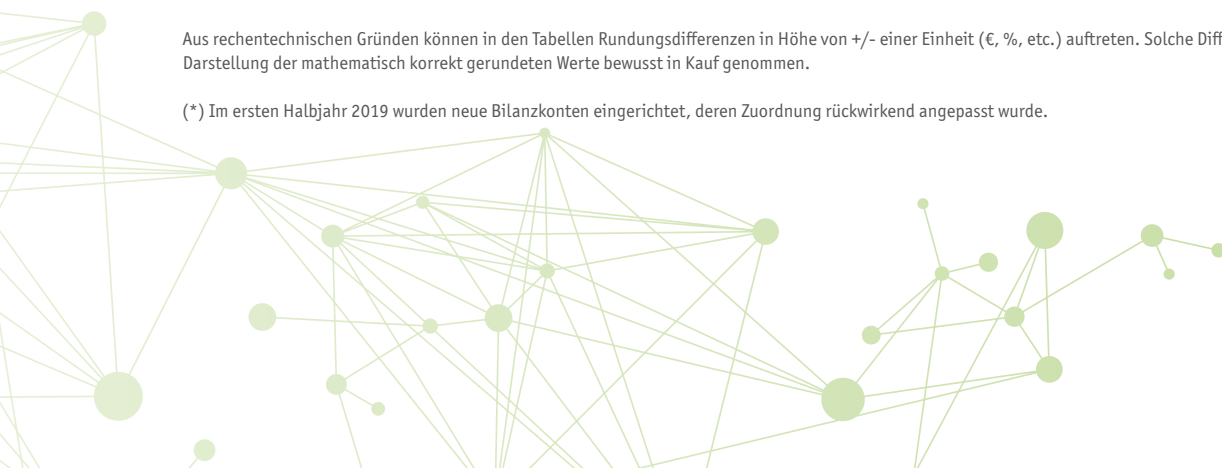 Aus rechentechnischen Gründen können in den Tabellen Rundungsdifferenzen in Höhe von +/- einer Einheit (€, %, etc.) auftreten. Solche
Darstellung der mathematisch korrekt gerundeten Werte bewusst in Kauf genommen.
(*) Im ersten Halbjahr 2019 wurden neue Bilanzkonten eingerichtet, deren Zuordnung rückwirkend angepasst wurde.